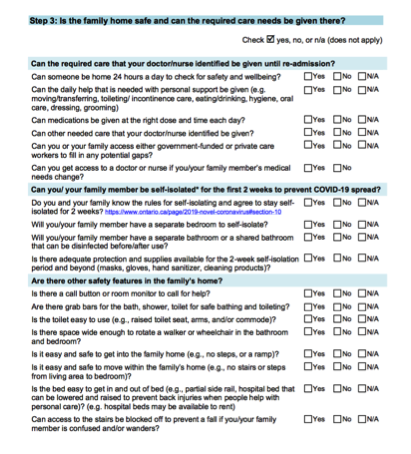 Step 3: Is the family home safe and can the required care needs be given there?
Check ☑ yes, no, or n/a (does not apply)
Can the required care that your doctor/nurse identified be given until re-admission?
Can someone be home 24 hours a day to check for safety and wellbeing? ☐Yes ☐No ☐N/A
Can the daily help that is needed with personal support be given (e.g. ☐Yes ☐No ☐N/A
moving/transferring, toileting/ incontinence care, eating/drinking, hygiene, oral
care, dressing, grooming)
Can medications be given at the right dose and time each day? ☐Yes ☐No ☐N/A
Can other needed care that your doctor/nurse identified be given? ☐Yes ☐No ☐N/A
Can you or your family access either government-funded or private care ☐Yes ☐No ☐N/A
workers to fill in any potential gaps?
Can you get access to a doctor or nurse if you/your family member's medical ☐Yes ☐No
needs change?
Can you/ your family member be self-isolated* for the first 2 weeks to prevent COVID-19 spread?
Do you and your family know the rules for self-isolating and agree to stay self- ☐Yes ☐No ☐N/A
isolated for 2 weeks? https://www.ontario.ca/page/2019-novel-coronavirus#section-10
Will you/your family member have a separate bedroom to self-isolate? ☐Yes ☐No ☐N/A
Will you/your family member have a separate bathroom or a shared bathroom ☐Yes ☐No ☐N/A
that can be disinfected before/after use?
Is there adequate protection and supplies available for the 2-week self-isolation ☐Yes ☐No ☐N/A
period and beyond (masks, gloves, hand sanitizer, cleaning products)?
Are there other safety features in the family's home?
Is there a call button or room monitor to call for help? ☐Yes ☐No ☐N/A
Are there grab bars for the bath, shower, toilet for safe bathing and toileting? ☐Yes ☐No ☐N/A
Is the toilet easy to use (e.g., raised toilet seat, arms, and/or commode)? ☐Yes ☐No ☐N/A
Is there space wide enough to rotate a walker or wheelchair in the bathroom ☐Yes ☐No ☐N/A
and bedroom?
Is it easy and safe to get into the family home (e.g., no steps, or a ramp)? ☐Yes ☐No ☐N/A
Is it easy and safe to move within the family's home (e.g., no stairs or steps ☐Yes ☐No ☐N/A
from living area to bedroom)?
Is the bed easy to get in and out of bed (e.g., partial side rail, hospital bed that ☐Yes ☐No ☐N/A
can be lowered and raised to prevent back injuries when people help with
personal care)? (e.g. hospital beds may be available to rent)
Can access to the stairs be blocked off to prevent a fall if you/your family ☐Yes ☐No ☐N/A
member is confused and/or wanders?